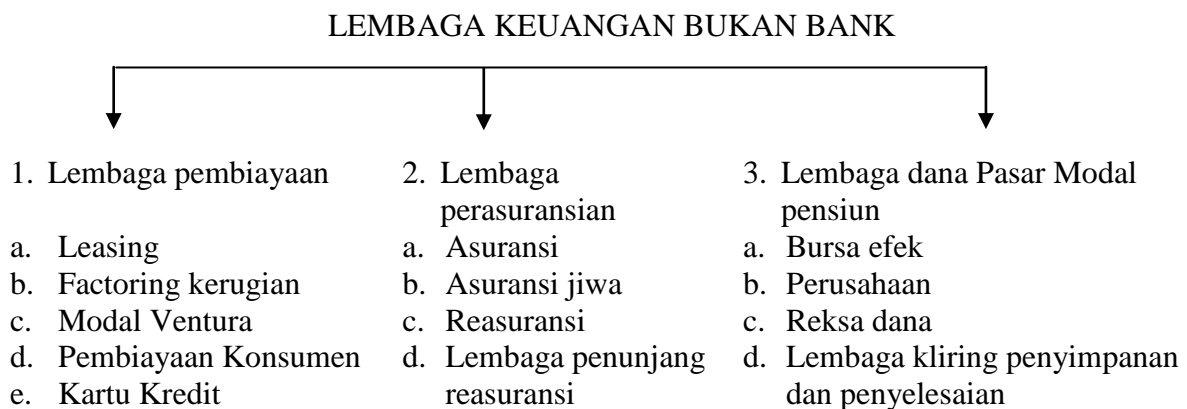 LEMBAGA KEUANGAN BUKAN BANK
1. Lembaga pembiayaan
a. Leasing
b. Factoring kerugian
c. Modal Ventura
d. Pembiayaan Konsumen
e. Kartu Kredit
2. Lembaga
perasuransian
a. Asuransi
b. Asuransi jiwa
c. Reasuransi
d. Lembaga penunjang
reasuransi
3. Lembaga dana Pasar Modal
pensiun
a. Bursa efek
b. Perusahaan
c. Reksa dana
d. Lembaga kliring penyimpanan
dan penyelesaian